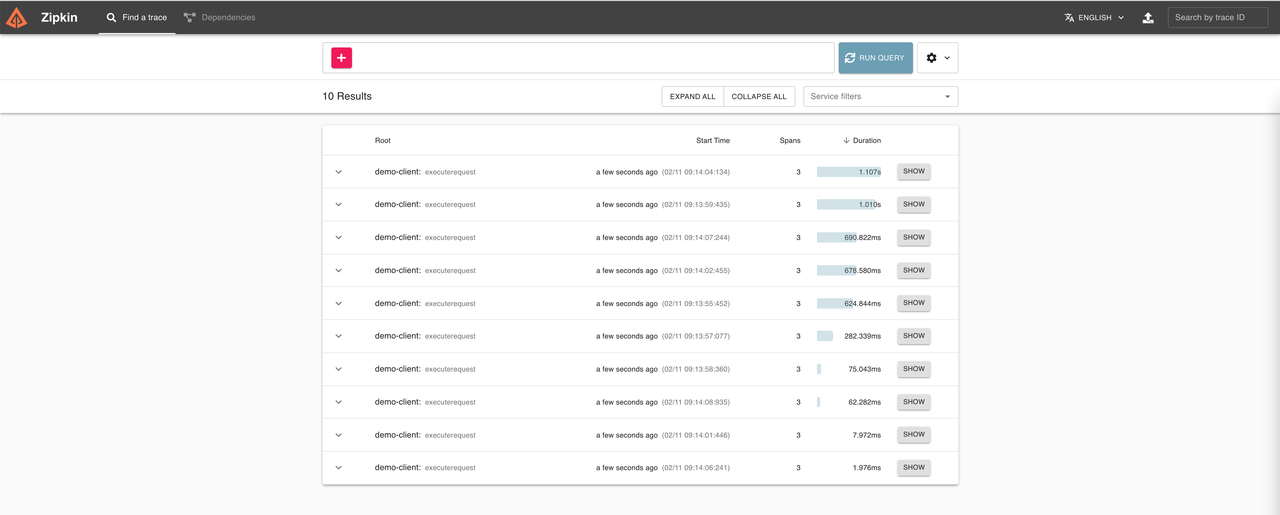 Zipkin Find a trace Dependencies ENGLISH Search by trace ID
RUN QUERY
10 Results EXPAND ALL COLLAPSE ALL Service filters
Root Start Time Spans Duration
demo-client: executerequest a few seconds ago (02/11 09:14:04:134) 3 1.107s SHOW
demo-client: executerequest a few seconds ago (02/11 09:13:59:435) 3 1.010s SHOW
demo-client: executerequest a few seconds ago (02/11 09:14:07:244) 3 690.822ms SHOW
demo-client: executerequest a few seconds ago (02/11 09:14:02:455) 3 678.580ms SHOW
demo-client: executerequest a few seconds ago (02/11 09:13:55:452) 3 624.844ms SHOW
demo-client: executerequest a few seconds ago (02/11 09:13:57:077) 3 282.339ms SHOW
demo-client: executerequest a few seconds ago (02/11 09:13:58:360) 3 75.043ms SHOW
demo-client: executerequest a few seconds ago (02/11 09:14:08:935) 3 62.282ms SHOW
demo-client: executerequest a few seconds ago (02/11 09:14:01:446) 3 7.972ms SHOW
demo-client: executerequest a few seconds ago (02/11 09:14:06:241) 3 1.976ms SHOW